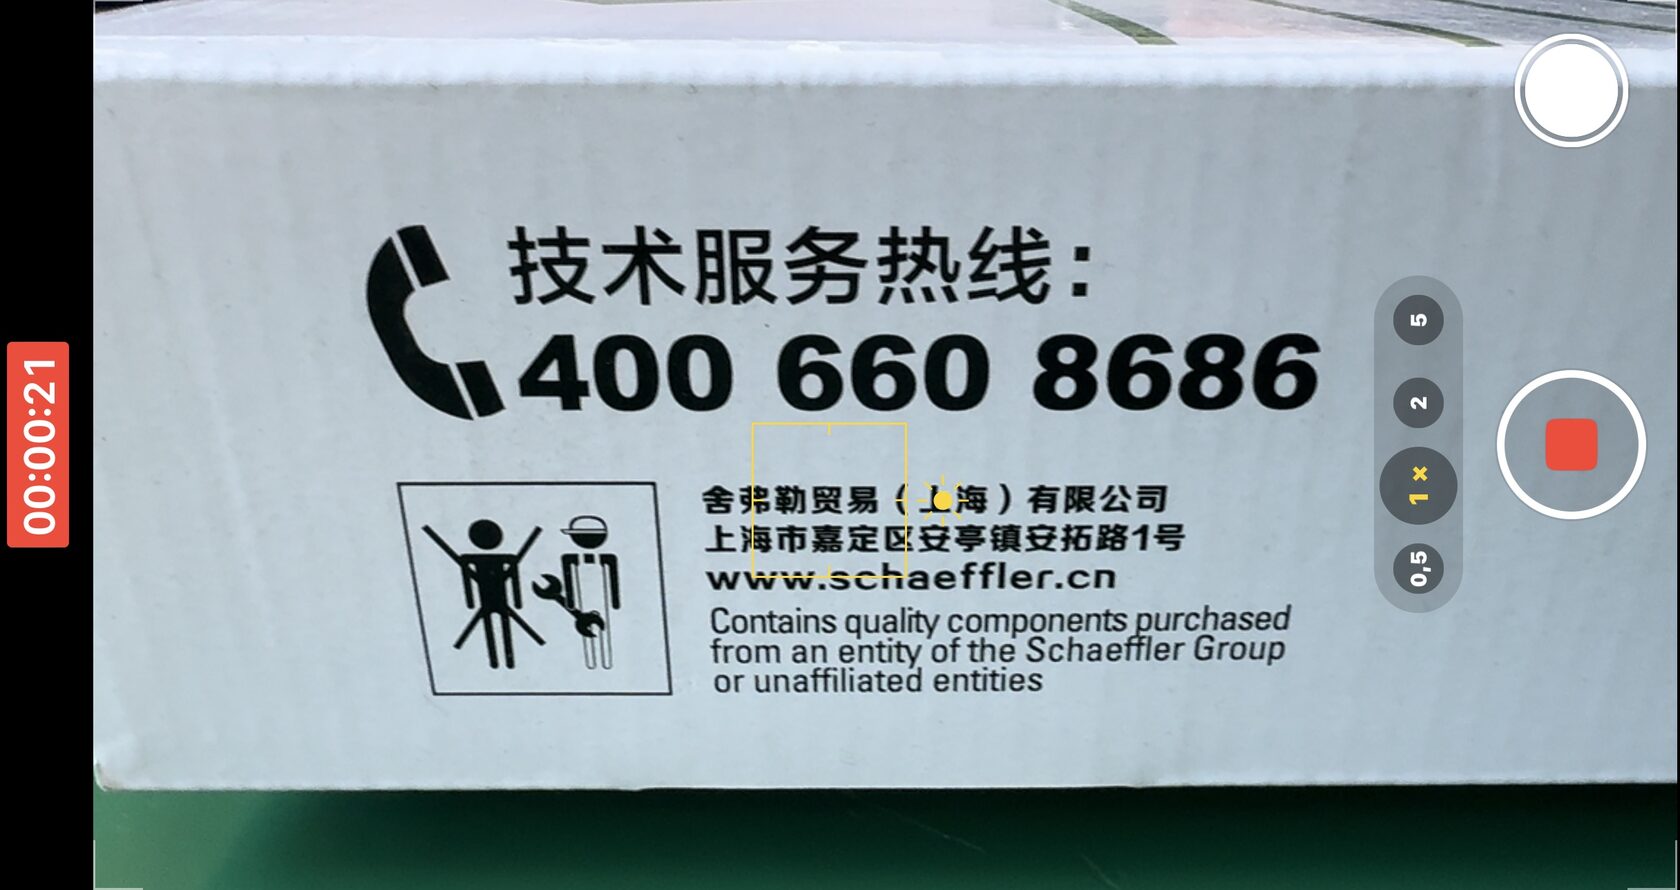 00:00:21
技术服务热线：
400 660 8686
舍弗勒贸易（上海）有限公司
上海市嘉定区安亭镇安拓路1号
www.schaeffler.cn
Contains quality components purchased
from an entity of the Schaeffler Group
or unaffiliated entities
5
2
1×
0,5